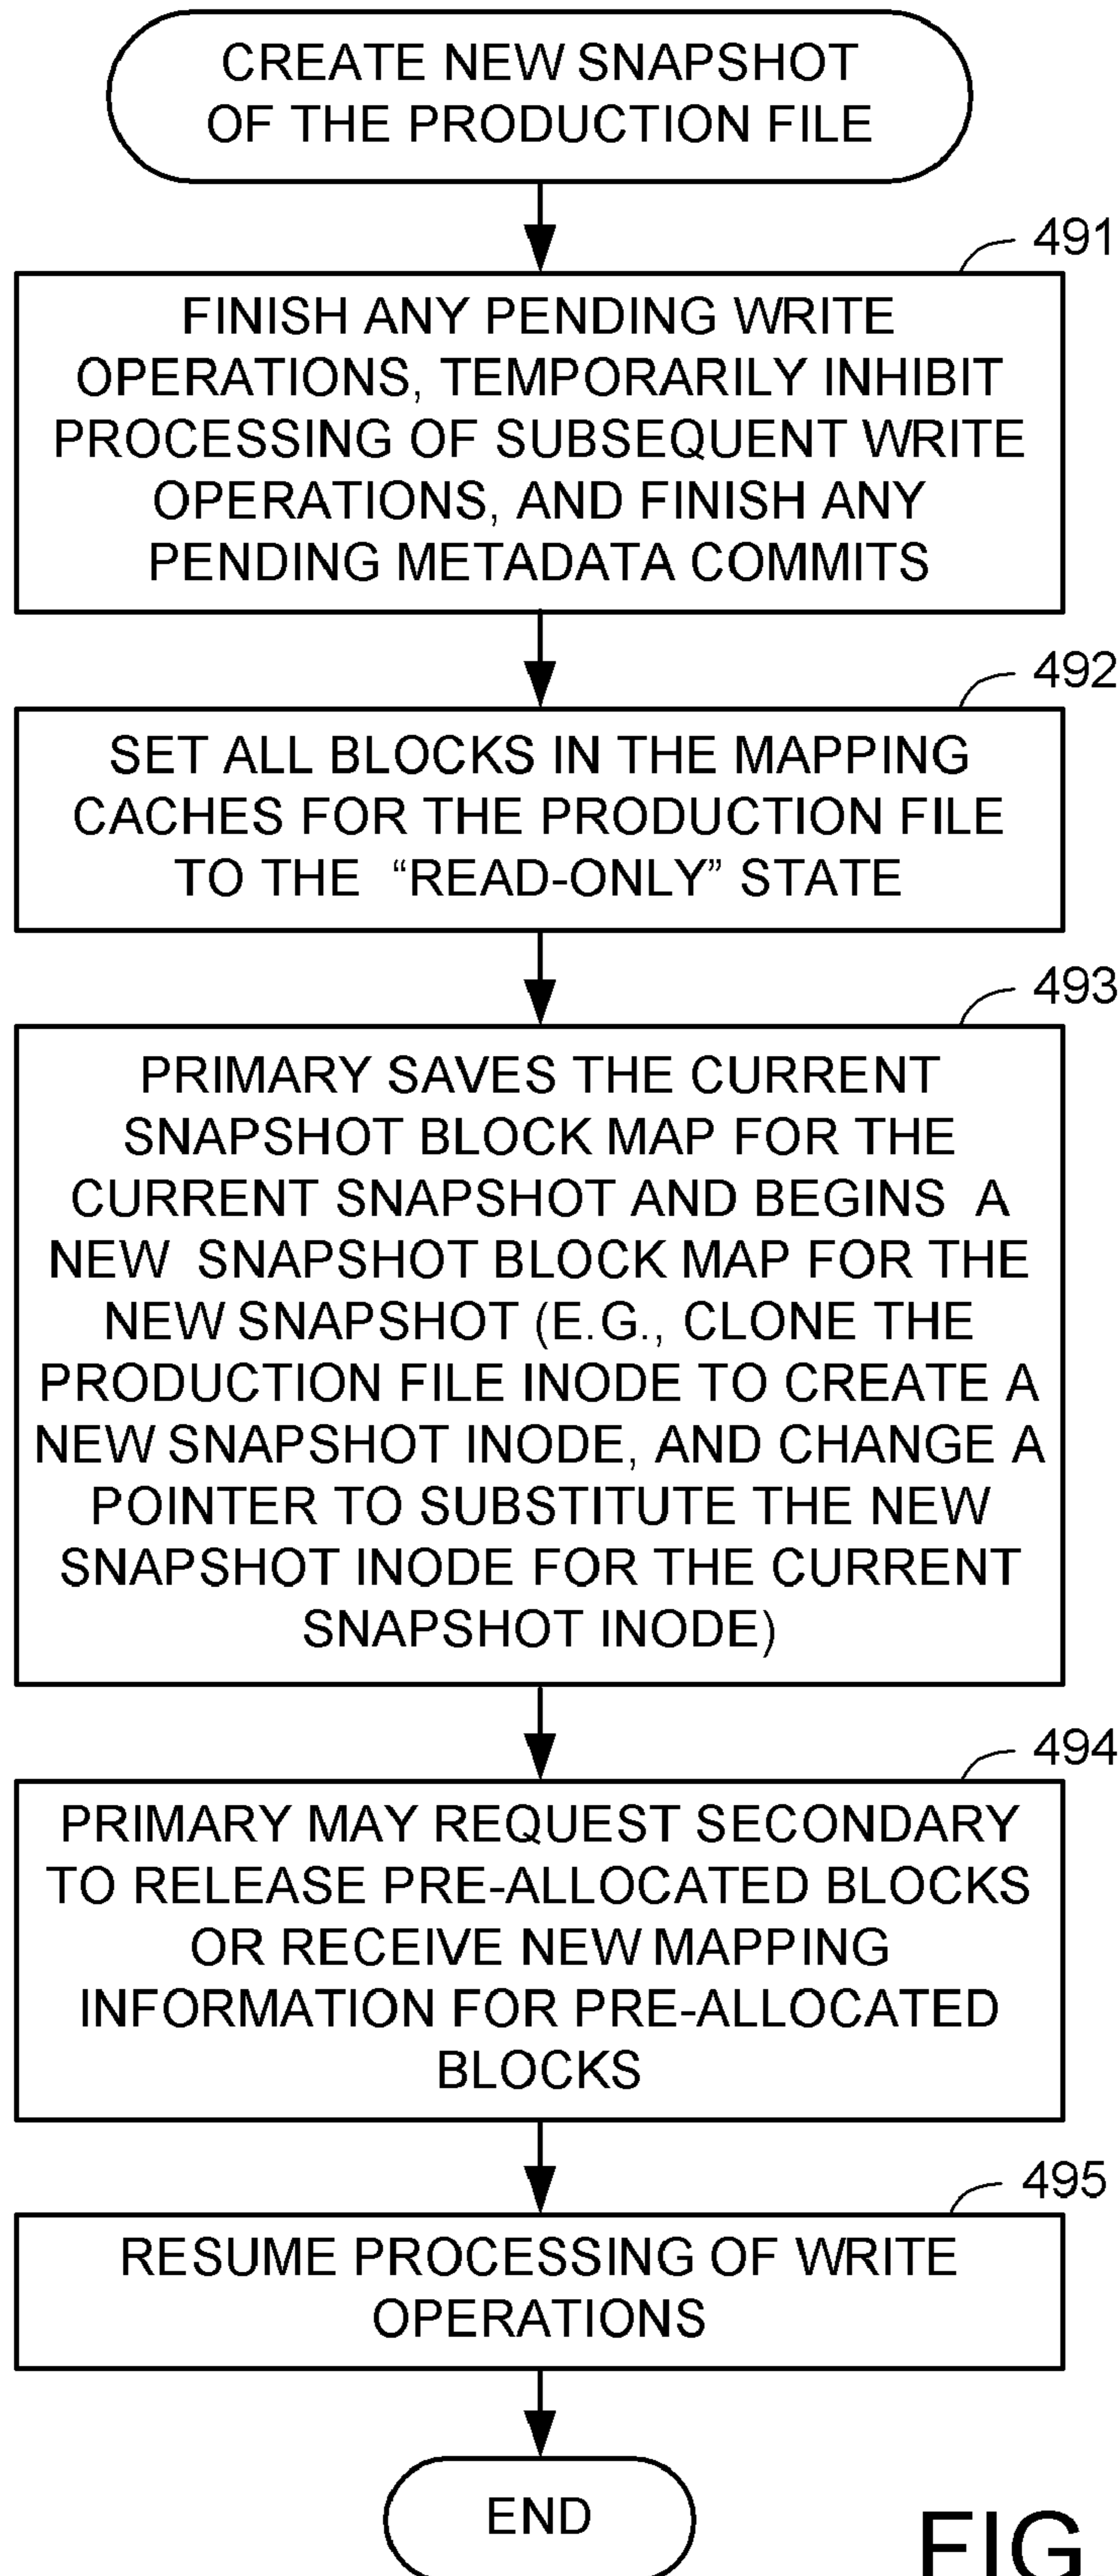 CREATE NEW SNAPSHOT
OF THE PRODUCTION FILE
491
FINISH ANY PENDING WRITE
OPERATIONS, TEMPORARILY INHIBIT
PROCESSING OF SUBSEQUENT WRITE
OPERATIONS, AND FINISH ANY
PENDING METADATA COMMITS
492
SET ALL BLOCKS IN THE MAPPING
CACHES FOR THE PRODUCTION FILE
TO THE “READ-ONLY” STATE
493
PRIMARY SAVES THE CURRENT
SNAPSHOT BLOCK MAP FOR THE
CURRENT SNAPSHOT AND BEGINS A
NEW SNAPSHOT BLOCK MAP FOR THE
NEW SNAPSHOT (E.G., CLONE THE
PRODUCTION FILE INODE TO CREATE A
NEW SNAPSHOT INODE, AND CHANGE A
POINTER TO SUBSTITUTE THE NEW
SNAPSHOT INODE FOR THE CURRENT
SNAPSHOT INODE)
494
PRIMARY MAY REQUEST SECONDARY
TO RELEASE PRE-ALLOCATED BLOCKS
OR RECEIVE NEW MAPPING
INFORMATION FOR PRE-ALLOCATED
BLOCKS
495
RESUME PROCESSING OF WRITE
OPERATIONS
END
FIG